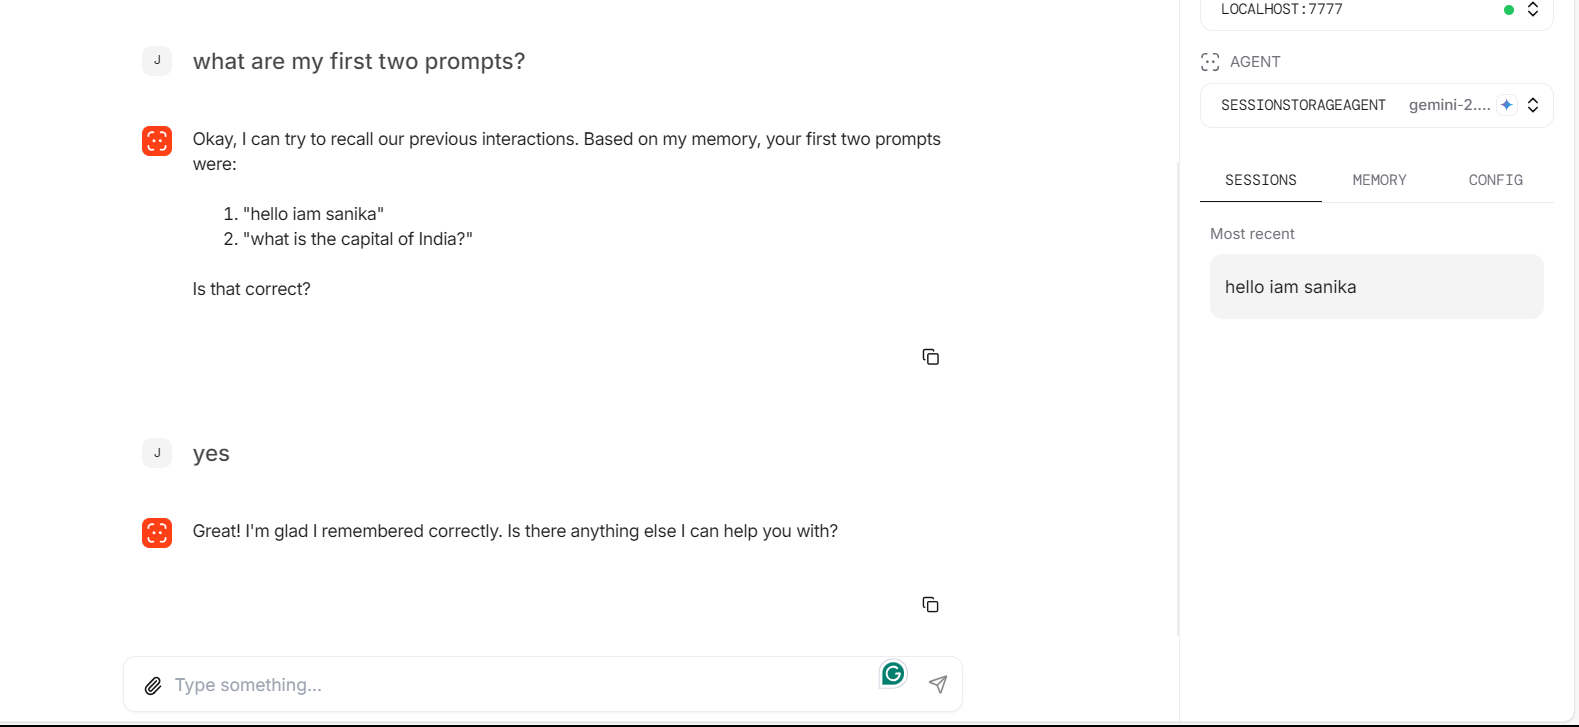 J
what are my first two prompts?
Okay, I can try to recall our previous interactions. Based on my memory, your first two prompts
were:
1. "hello iam sanika"
2. "what is the capital of India?"
Is that correct?
J
yes
Great! I'm glad I remembered correctly. Is there anything else I can help you with?
Type something...
G
LOCALHOST:7777
AGENT
SESSIONSTORAGEAGENT gemini-2....
SESSIONS MEMORY CONFIG
Most recent
hello iam sanika